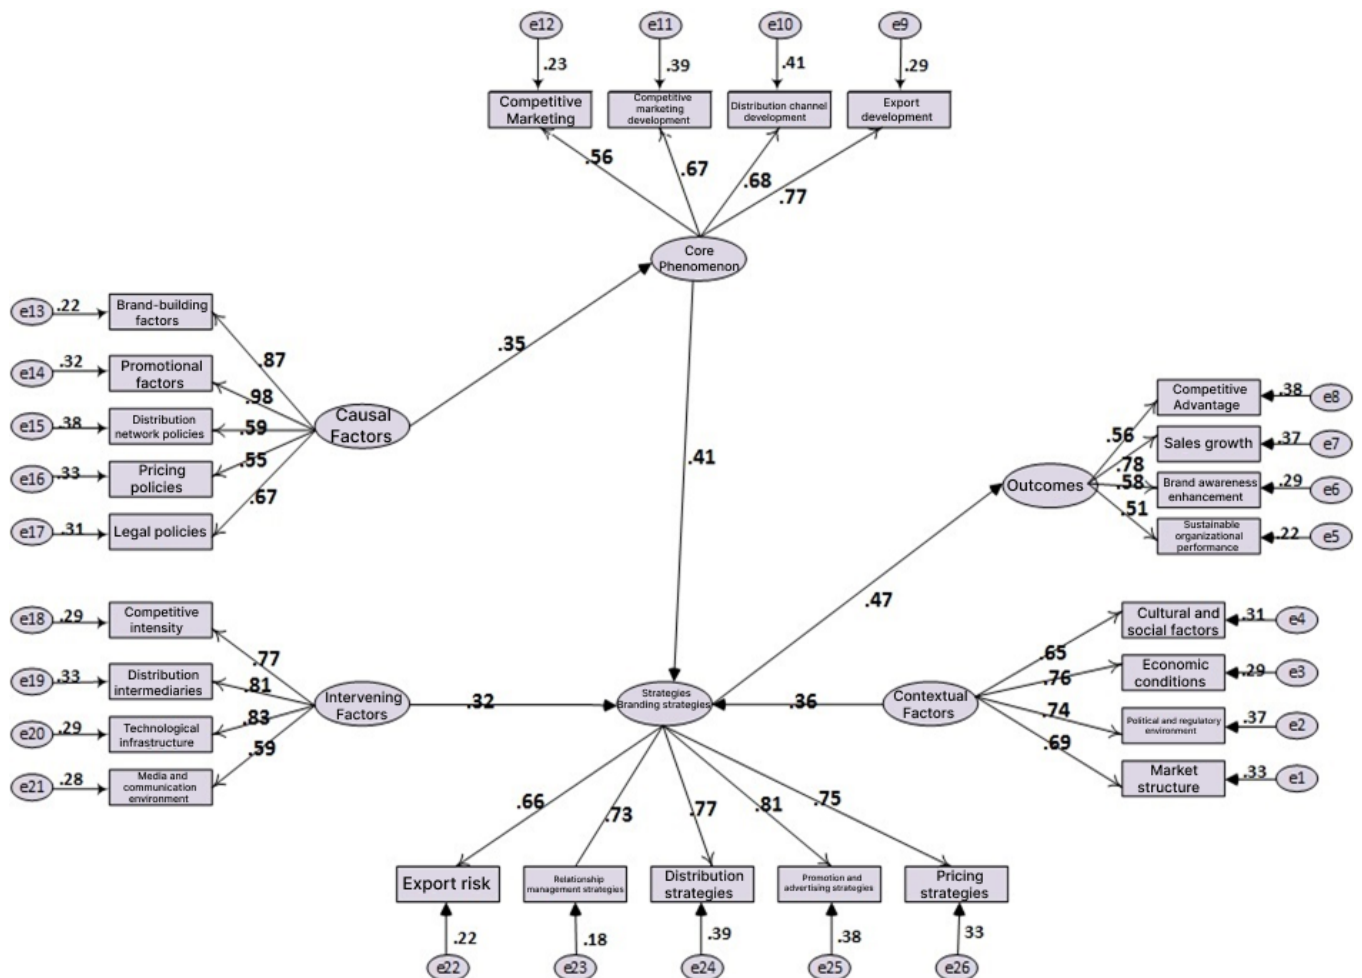 e12
e11
e10
e9
.23
.39
.41
.29
Competitive
Marketing
Competitive
marketing
development
Distribution channel
development
Export
development
.56
.67
.68
.77
Core
Phenomenon
e13
.22
Brand-building
factors
e14
.32
Promotional
factors
e15
.38
Distribution
network policies
e16
.33
Pricing
policies
e17
.31
Legal policies
.87
.98
.59
.55
.67
Causal
Factors
.35
.41
Outcomes
.56
.78
.58
.51
Competitive
Advantage
.38
e8
Sales growth
.37
e7
Brand awareness
enhancement
.29
e6
Sustainable
organizational
performance
.22
e5
.47
e18
.29
Competitive
intensity
e19
.33
Distribution
intermediaries
e20
.29
Technological
infrastructure
e21
.28
Media and
communication
environment
.77
.81
.83
.59
Intervening
Factors
.32
Strategies
Branding strategies
.36
Contextual
Factors
.65
.76
.74
.69
Cultural and
social factors
.31
e4
Economic
conditions
.29
e3
Political and regulatory
environment
.37
e2
Market
structure
.33
e1
.66
.73
.77
.81
.75
Export risk
Relationship
management strategies
Distribution
strategies
Promotion and
advertising strategies
Pricing
strategies
.22
.18
.39
.38
33
e22
e23
e24
e25
e26